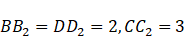 BB₂ = DD₂ = 2, CC₂ = 3